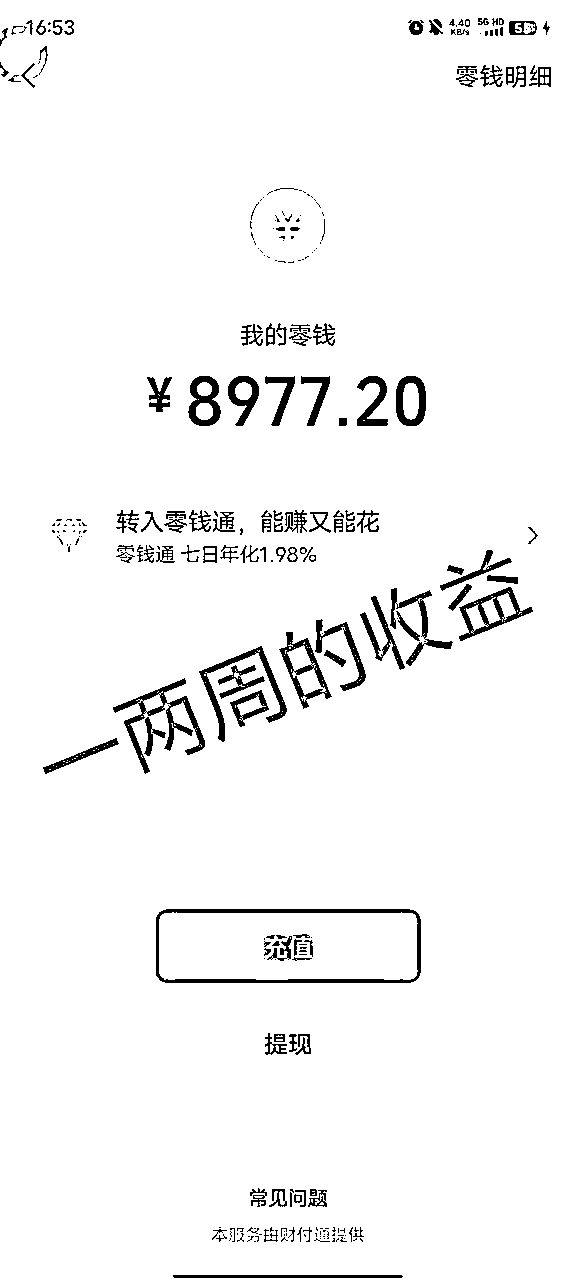 16:53
4.40 KB/s 5G HD
零钱明细
¥
我的零钱
¥8977.20
转入零钱通，能赚又能花
零钱通 七日年化1.98%
一两周的收益
充值
提现
常见问题
本服务由财付通提供